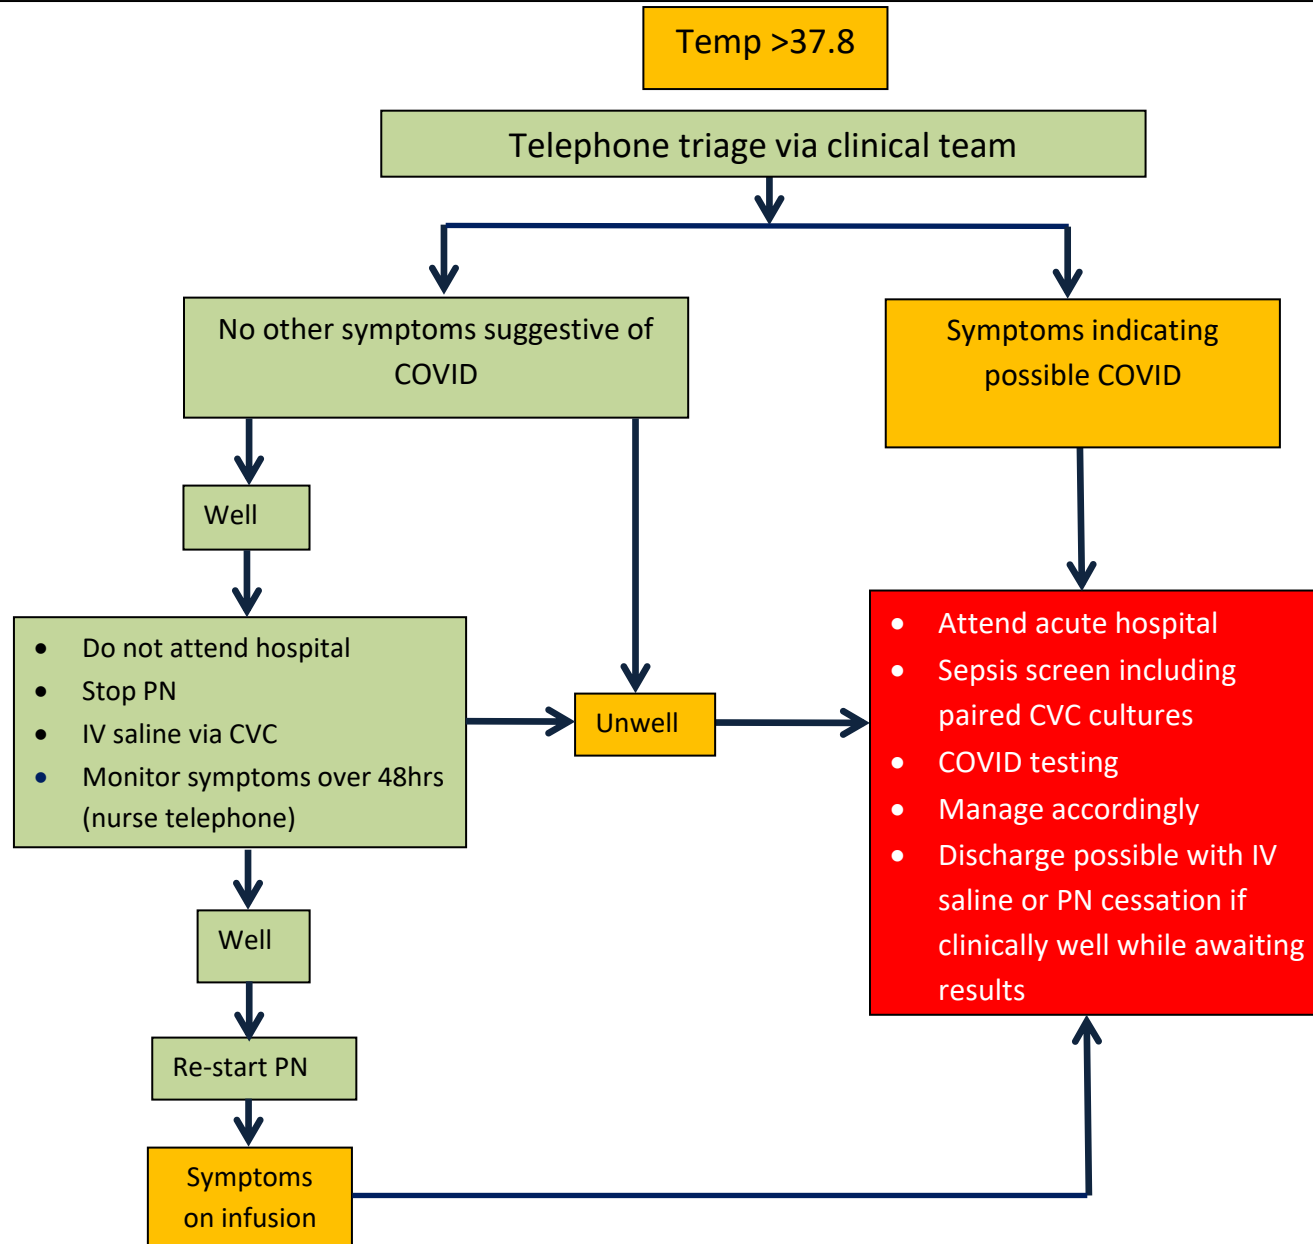 Temp >37.8
Telephone triage via clinical team
No other symptoms suggestive of
COVID
Symptoms indicating
possible COVID
Well
• Do not attend hospital
• Stop PN
• IV saline via CVC
• Monitor symptoms over 48hrs
(nurse telephone)
Unwell
• Attend acute hospital
• Sepsis screen including
paired CVC cultures
• COVID testing
• Manage accordingly
• Discharge possible with IV
saline or PN cessation if
clinically well while awaiting
results
Well
Re-start PN
Symptoms
on infusion